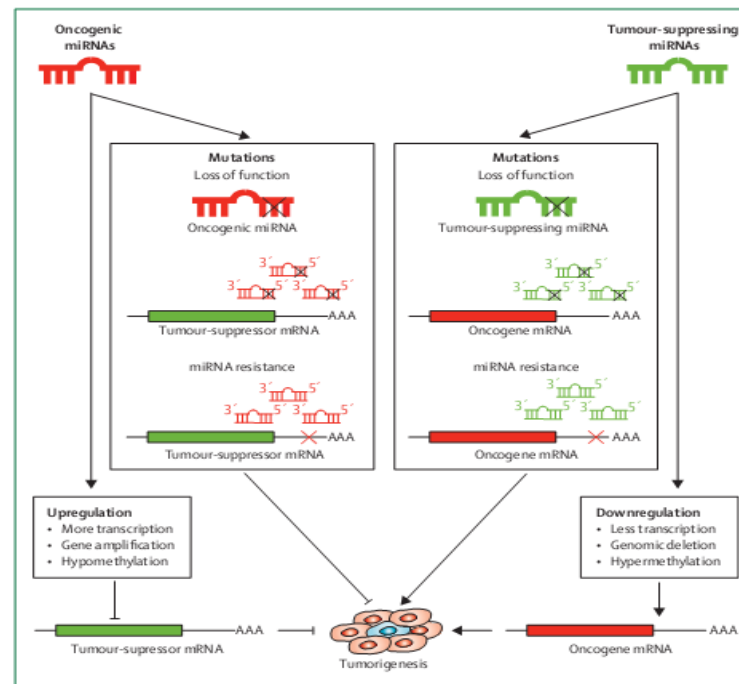 Oncogenic
miRNAs
Tumour-suppressing
miRNAs
Mutations
Loss of function
Oncogenic miRNA
3´ 5´
3´ 5´ 3´ 5´
AAA
Tumour-suppressor mRNA
miRNA resistance
3´ 5´
3´ 5´ 3´ 5´
AAA
Tumour-suppressor mRNA
Mutations
Loss of function
Tumour-suppressing miRNA
3´ 5´
3´ 5´ 3´ 5´
AAA
Oncogene mRNA
miRNA resistance
3´ 5´
3´ 5´ 3´ 5´
AAA
Oncogene mRNA
Upregulation
• More transcription
• Gene amplification
• Hypomethylation
Downregulation
• Less transcription
• Genomic deletion
• Hypermethylation
AAA
Tumour-supressor mRNA
Tumorigenesis
AAA
Oncogene mRNA